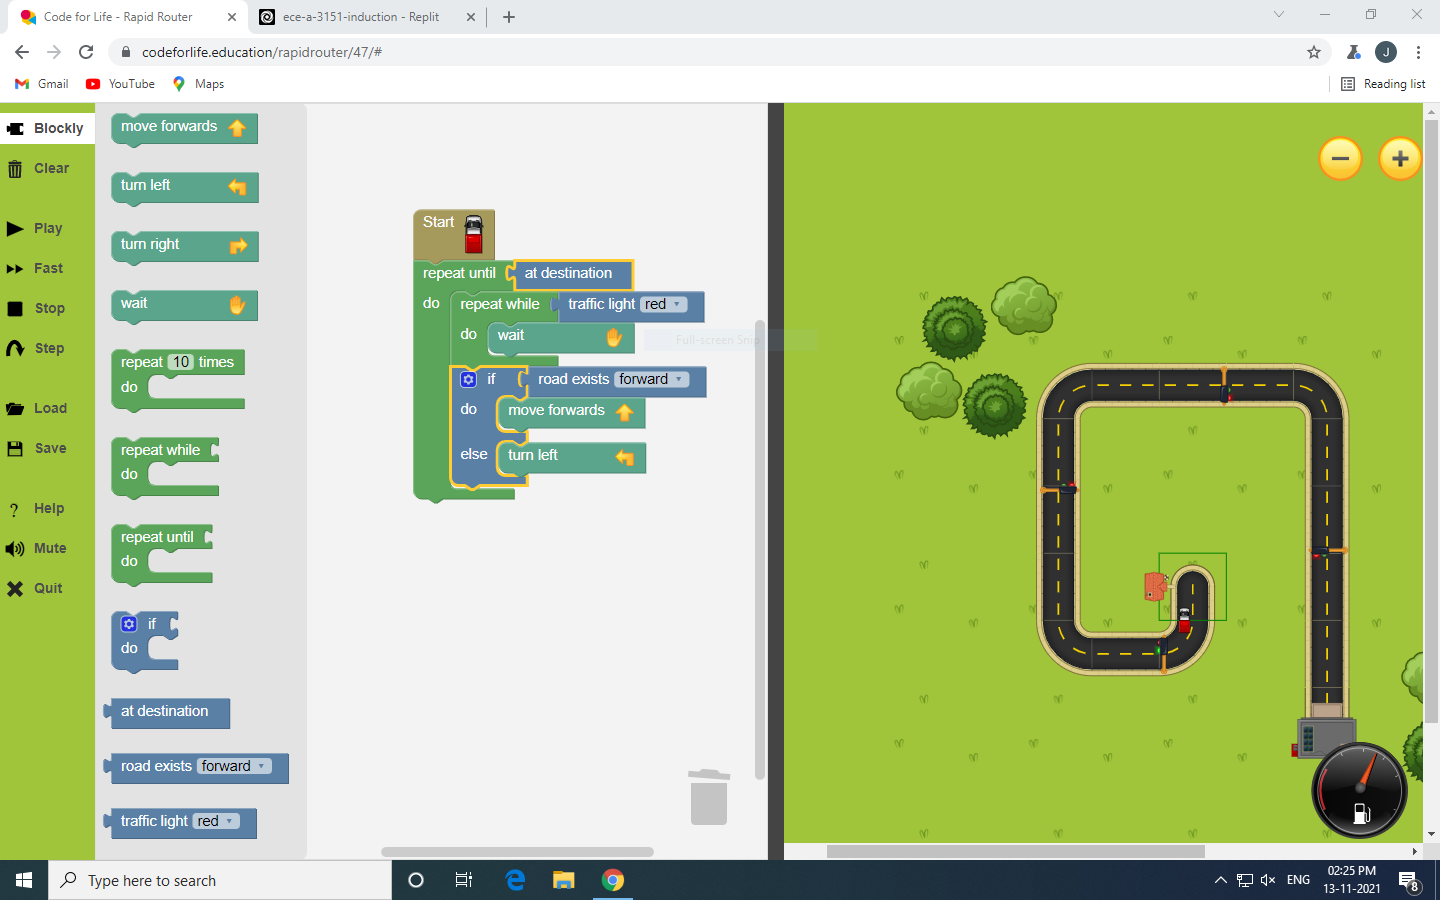 Code for Life - Rapid Router
ece-a-3151-induction - Replit
codeforlife.education/rapidrouter/47/#
J
Gmail
YouTube
Maps
Reading list
Blockly
Clear
Play
Fast
Stop
Step
Load
Save
Help
Mute
Quit
move forwards
turn left
turn right
wait
repeat 10 times
do
repeat while
do
repeat until
do
if
do
at destination
road exists forward
traffic light red
Start
repeat until at destination
do repeat while traffic light red
do wait
Full-screen Snip
if road exists forward
do move forwards
else turn left
Type here to search
ENG
02:25 PM
13-11-2021
8